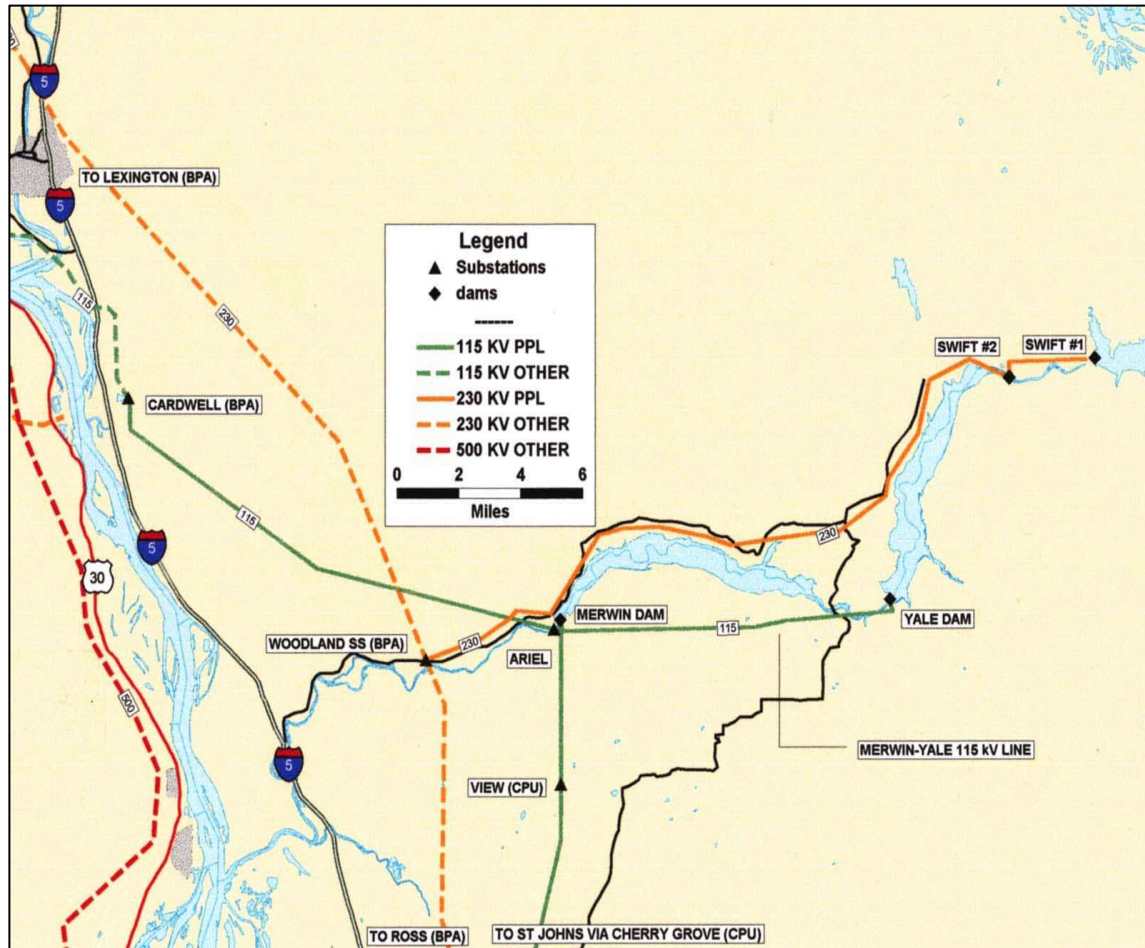 5
TO LEXINGTON (BPA)
5
Legend
Substations
dams
115 KV PPL
115 KV OTHER
230 KV PPL
230 KV OTHER
500 KV OTHER
0 2 4 6
Miles
115
230
CARDWELL (BPA)
SWIFT #2
SWIFT #1
115
5
30
230
MERWIN DAM
YALE DAM
WOODLAND SS (BPA)
230
ARIEL
115
500
5
MERWIN-YALE 115 kV LINE
VIEW (CPU)
TO ROSS (BPA)
TO ST JOHNS VIA CHERRY GROVE (CPU)